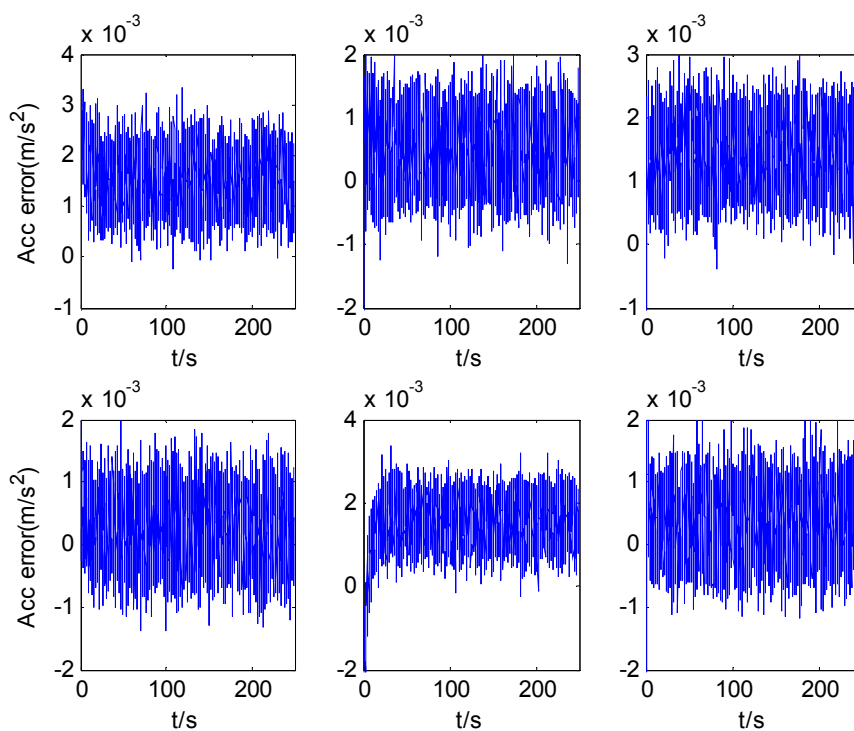 x 10^-3 x 10^-3 x 10^-3
4 2 3
3 1 2
2 0 1
1 -1 0
0 -2 -1
-1
Acc error(m/s^2)
0 100 200 0 100 200 0 100 200
t/s t/s t/s
x 10^-3 x 10^-3 x 10^-3
2 4 2
1 2 1
0 0 0
-1 -2 -1
-2 -2
Acc error(m/s^2)
0 100 200 0 100 200 0 100 200
t/s t/s t/s